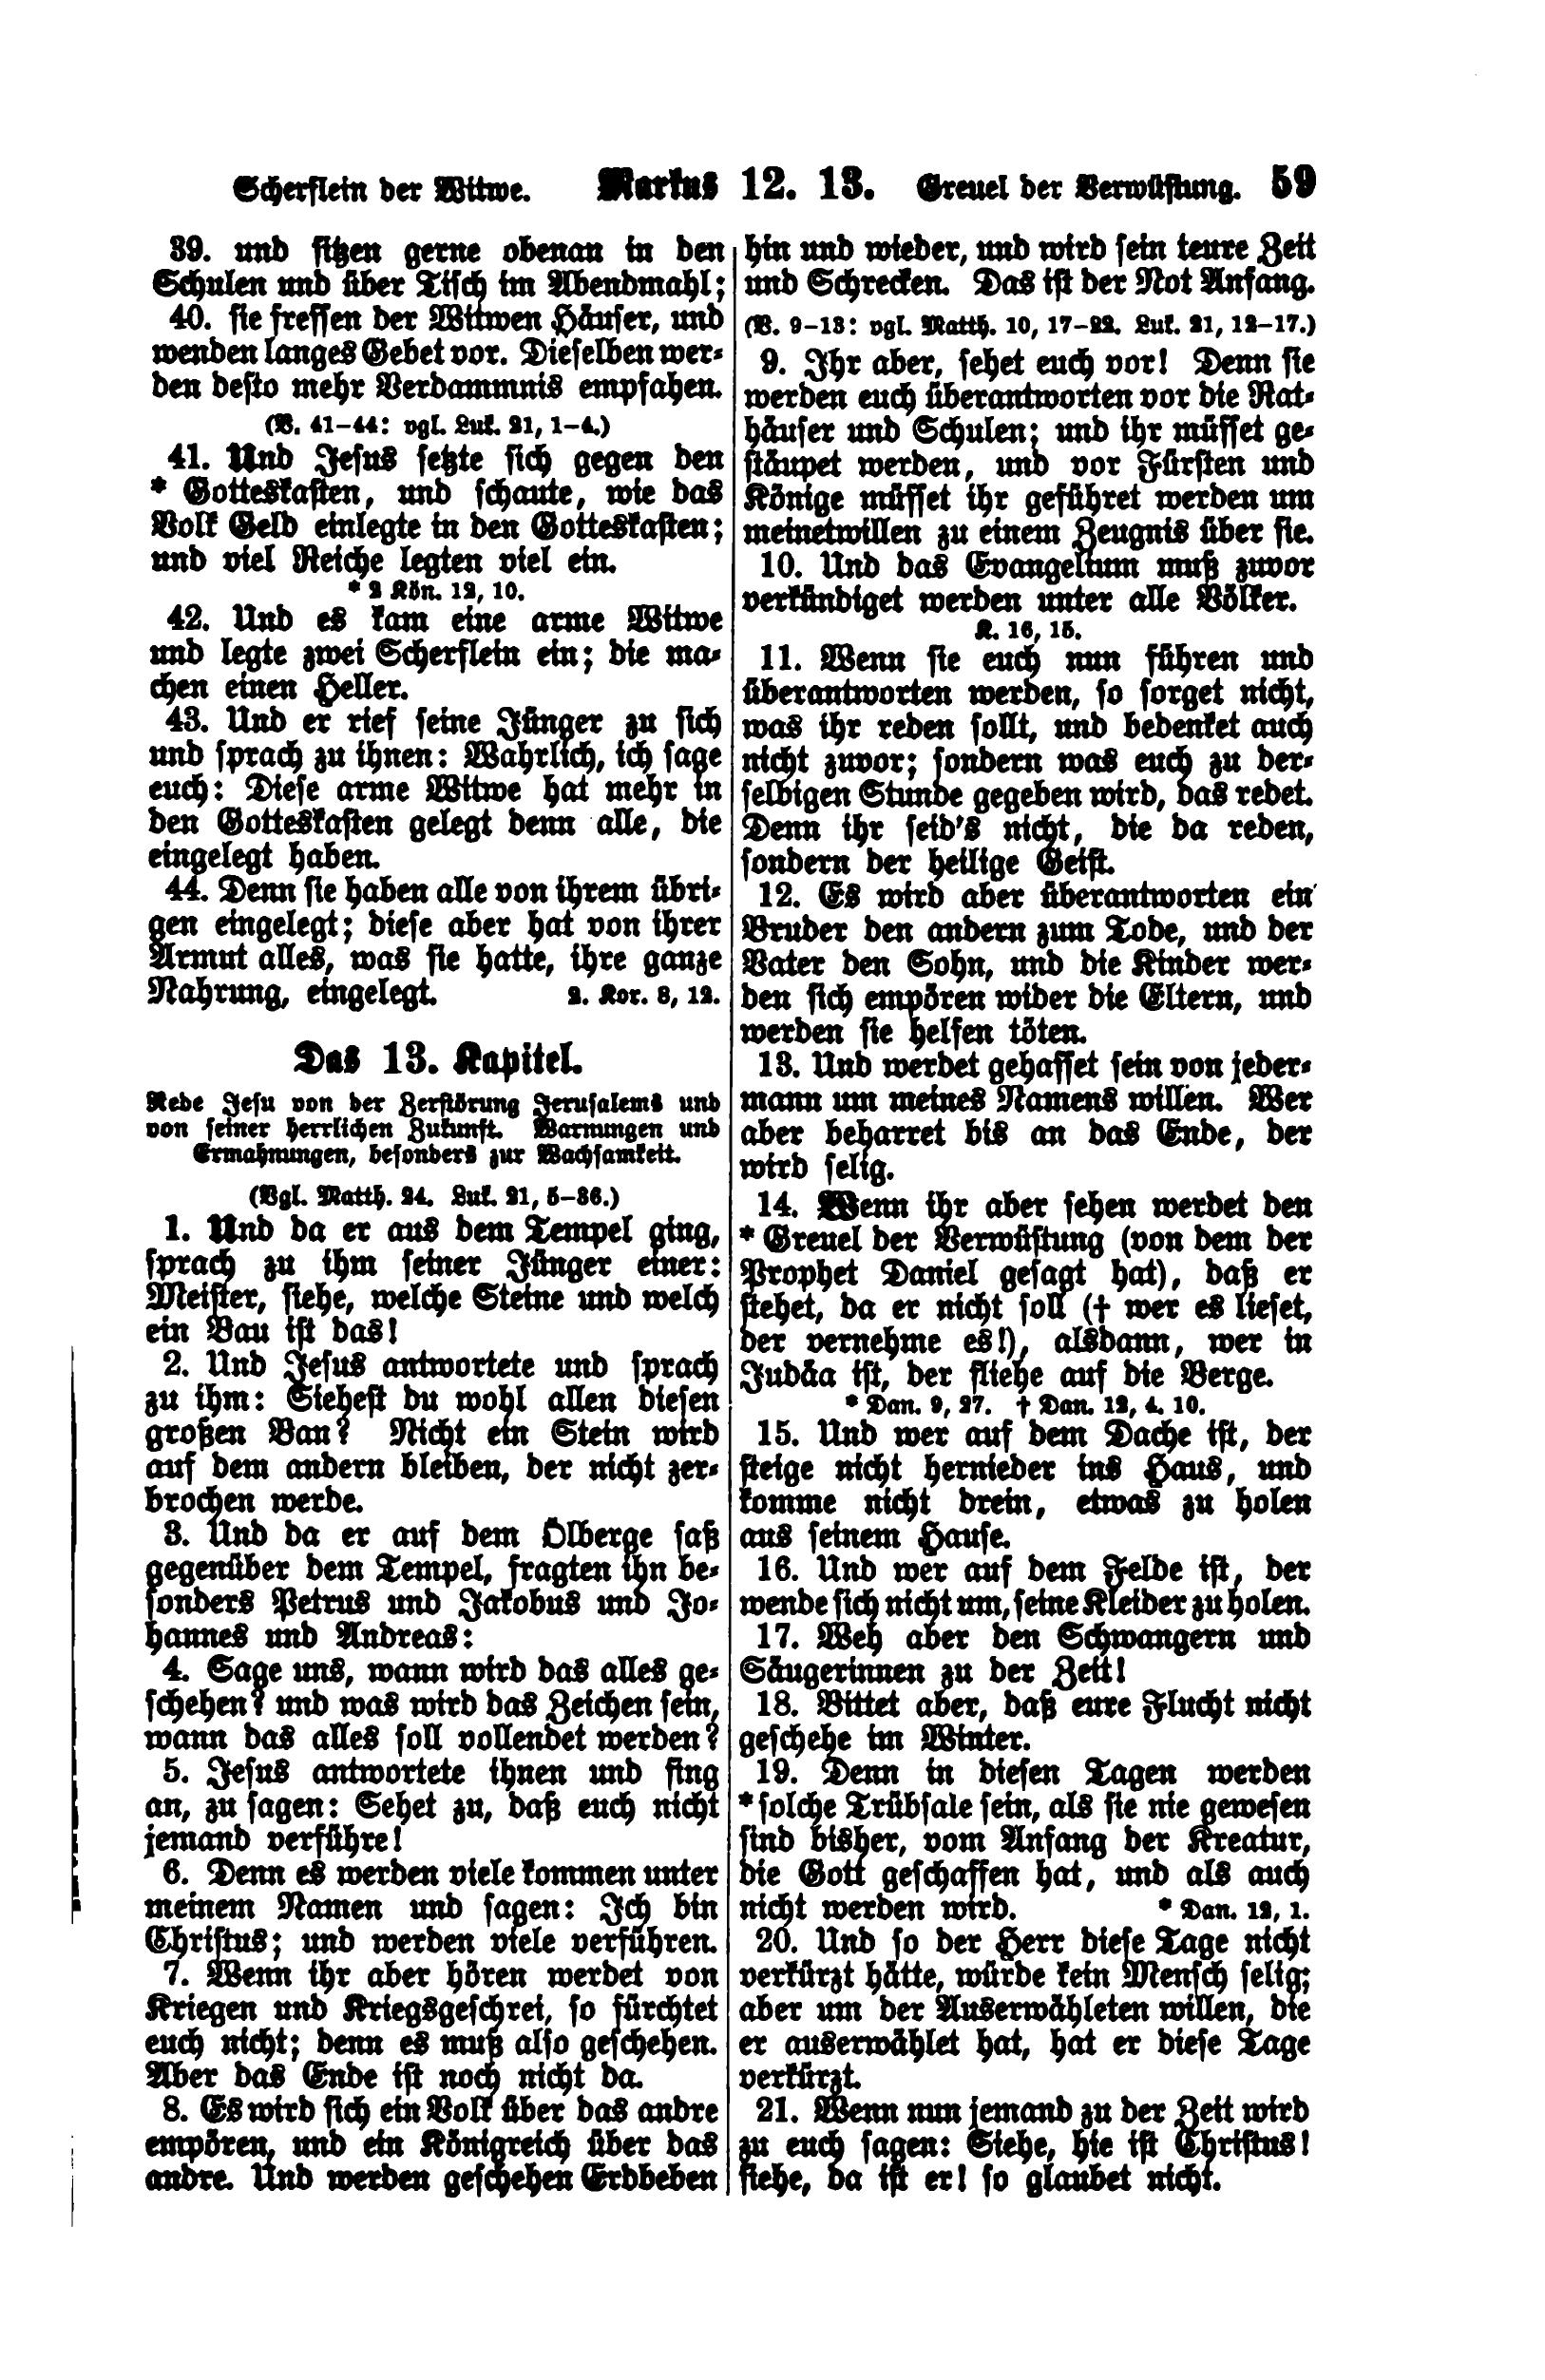 Scherflein der Witwe. Markus 12. 13. Greuel der Verwüstung. 59
39. und sitzen gerne obenan in den
Schulen und über Tisch im Abendmahl;
40. sie fressen der Witwen Häuser, und
wenden langes Gebet vor. Dieselben wer-
den desto mehr Verdammnis empfahen.
(V. 41–44: vgl. Luk. 21, 1–4.)
41. Und Jesus setzte sich gegen den
* Gotteskasten, und schaute, wie das
Volk Geld einlegte in den Gotteskasten;
und viel Reiche legten viel ein.
* 2 Kön. 12, 10.
42. Und es kam eine arme Witwe
und legte zwei Scherflein ein; die ma-
chen einen Heller.
43. Und er rief seine Jünger zu sich
und sprach zu ihnen: Wahrlich, ich sage
euch: Diese arme Witwe hat mehr in
den Gotteskasten gelegt denn alle, die
eingelegt haben.
44. Denn sie haben alle von ihrem übri-
gen eingelegt; diese aber hat von ihrer
Armut alles, was sie hatte, ihre ganze
Nahrung, eingelegt. 2. Kor. 8, 12.
Das 13. Kapitel.
Rede Jesu von der Zerstörung Jerusalems und
von seiner herrlichen Zukunft. Warnungen und
Ermahnungen, besonders zur Wachsamkeit.
(Vgl. Matth. 24. Luk. 21, 5–36.)
1. Und da er aus dem Tempel ging,
sprach zu ihm seiner Jünger einer:
Meister, siehe, welche Steine und welch
ein Bau ist das!
2. Und Jesus antwortete und sprach
zu ihm: Siehest du wohl allen diesen
großen Bau? Nicht ein Stein wird
auf dem andern bleiben, der nicht zer-
brochen werde.
3. Und da er auf dem Ölberge saß
gegenüber dem Tempel, fragten ihn be-
sonders Petrus und Jakobus und Jo-
hannes und Andreas:
4. Sage uns, wann wird das alles ge-
schehen? und was wird das Zeichen sein,
wann das alles soll vollendet werden?
5. Jesus antwortete ihnen und fing
an, zu sagen: Sehet zu, daß euch nicht
jemand verführe!
6. Denn es werden viele kommen unter
meinem Namen und sagen: Ich bin
Christus; und werden viele verführen.
7. Wenn ihr aber hören werdet von
Kriegen und Kriegsgeschrei, so fürchtet
euch nicht; denn es muß also geschehen.
Aber das Ende ist noch nicht da.
8. Es wird sich ein Volk über das andre
empören, und ein Königreich über das
andre. Und werden geschehen Erdbeben
hin und wieder, und wird sein teure Zeit
und Schrecken. Das ist der Not Anfang.
(V. 9–13: vgl. Matth. 10, 17–22. Luk. 21, 12–17.)
9. Ihr aber, sehet euch vor! Denn sie
werden euch überantworten vor die Rat-
häuser und Schulen; und ihr müsset ge-
stäupet werden, und vor Fürsten und
Könige müsset ihr geführet werden um
meinetwillen zu einem Zeugnis über sie.
10. Und das Evangelium muß zuvor
verkündiget werden unter alle Völker.
K. 16, 15.
11. Wenn sie euch nun führen und
überantworten werden, so sorget nicht,
was ihr reden sollt, und bedenket auch
nicht zuvor; sondern was euch zu der-
selbigen Stunde gegeben wird, das redet.
Denn ihr seid's nicht, die da reden,
sondern der heilige Geist.
12. Es wird aber überantworten ein
Bruder den andern zum Tode, und der
Vater den Sohn, und die Kinder wer-
den sich empören wider die Eltern, und
werden sie helfen töten.
13. Und werdet gehasset sein von jeder-
mann um meines Namens willen. Wer
aber beharret bis an das Ende, der
wird selig.
14. Wenn ihr aber sehen werdet den
* Greuel der Verwüstung (von dem der
Prophet Daniel gesagt hat), daß er
stehet, da er nicht soll († wer es lieset,
der vernehme es!), alsdann, wer in
Judäa ist, der fliehe auf die Berge.
* Dan. 9, 27. † Dan. 12, 4. 10.
15. Und wer auf dem Dache ist, der
steige nicht hernieder ins Haus, und
komme nicht drein, etwas zu holen
aus seinem Hause.
16. Und wer auf dem Felde ist, der
wende sich nicht um, seine Kleider zu holen.
17. Weh aber den Schwangern und
Säugerinnen zu der Zeit!
18. Bittet aber, daß eure Flucht nicht
geschehe im Winter.
19. Denn in diesen Tagen werden
* solche Trübsale sein, als sie nie gewesen
sind bisher, vom Anfang der Kreatur,
die Gott geschaffen hat, und als auch
nicht werden wird. * Dan. 12, 1.
20. Und so der Herr diese Tage nicht
verkürzt hätte, würde kein Mensch selig;
aber um der Auserwähleten willen, die
er auserwählet hat, hat er diese Tage
verkürzt.
21. Wenn nun jemand zu der Zeit wird
zu euch sagen: Siehe, hie ist Christus!
siehe, da ist er! so glaubet nicht.